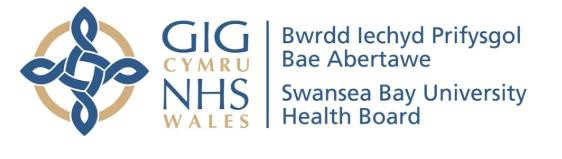 GIG
CYMRU
NHS
WALES
Bwrdd Iechyd Prifysgol
Bae Abertawe
Swansea Bay University
Health Board